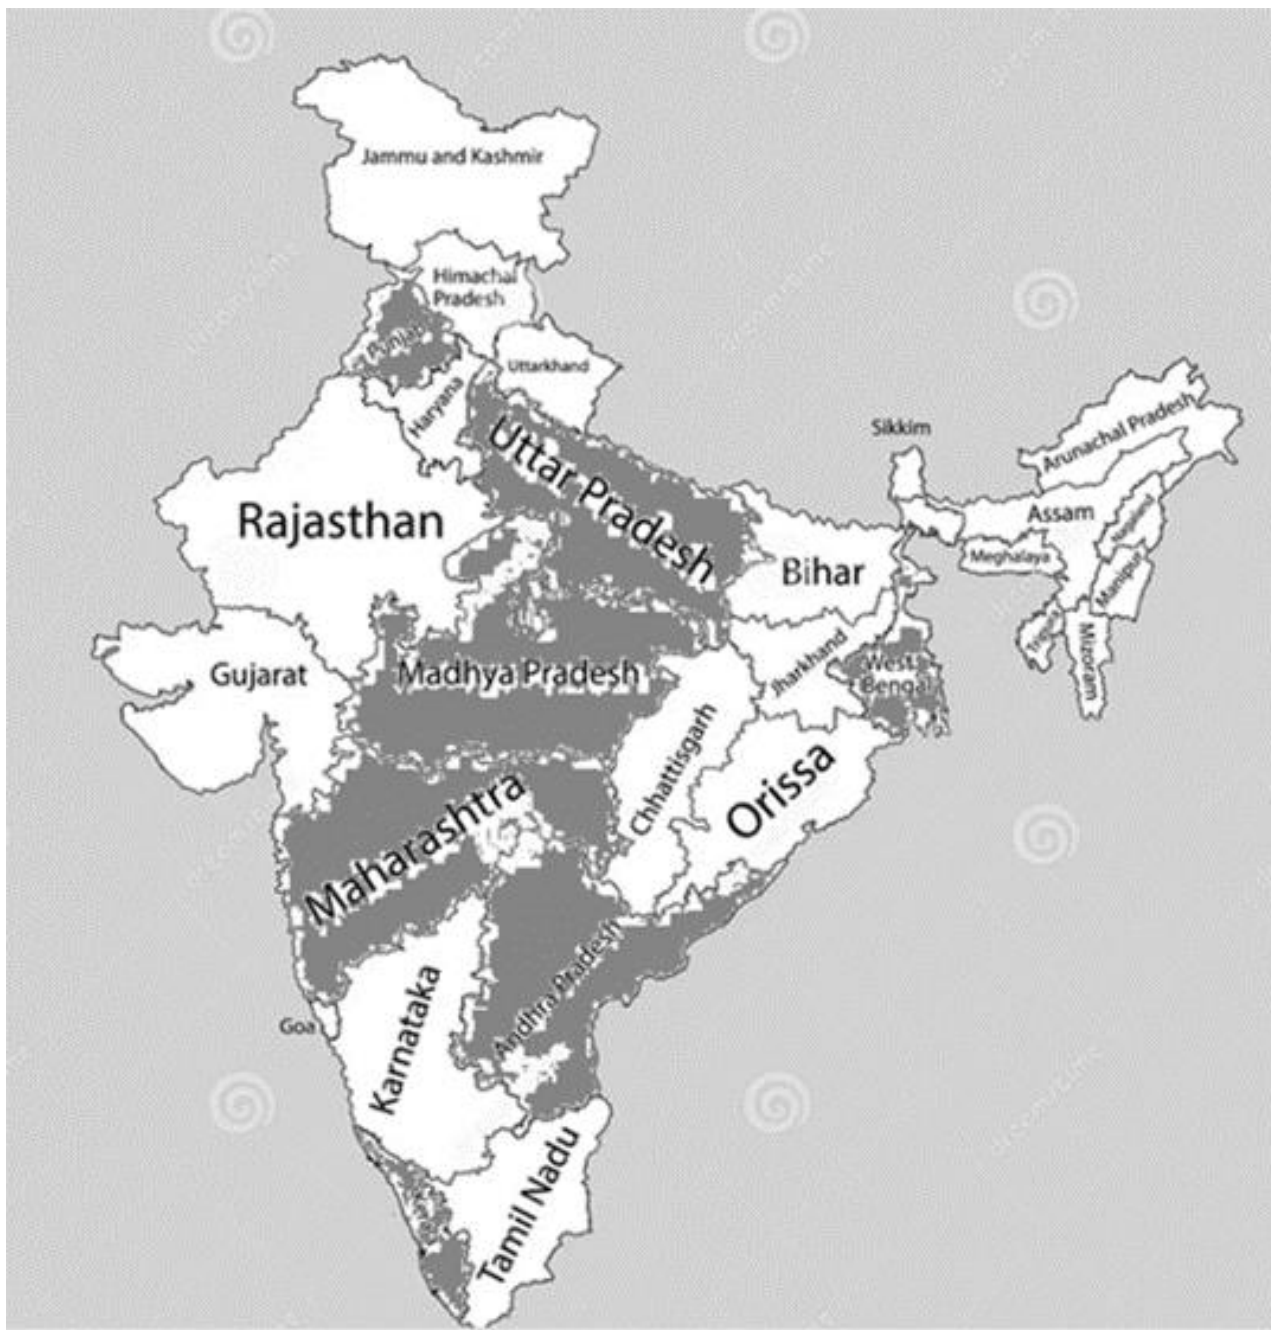 Jammu and Kashmir
Himachal
Pradesh
Punjab
Uttarkhand
Haryana
Sikkim
Arunachal Pradesh
Uttar Pradesh
Rajasthan
Assam
Nagaland
Bihar
Meghalaya
Manipur
Tripura
Mizoram
Gujarat
Madhya Pradesh
Jharkhand
West
Bengal
Chhattisgarh
Orissa
Maharashtra
Andhra Pradesh
Goa
Karnataka
Tamil Nadu